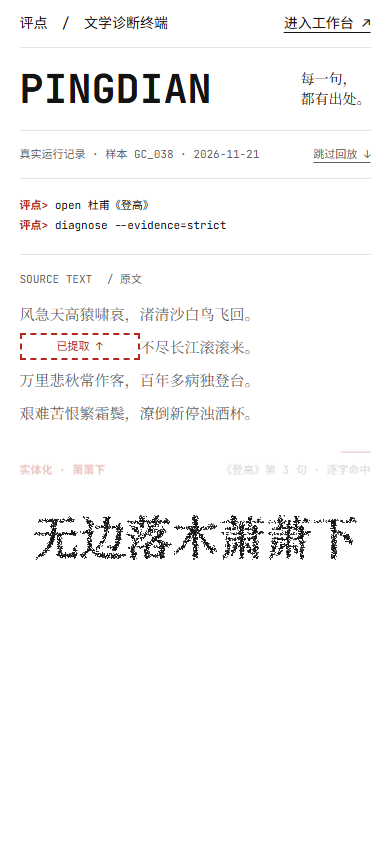 评点 / 文学诊断终端 进入工作台 ↗
PINGDIAN
每一句，
都有出处。
真实运行记录 · 样本 GC_038 · 2026-11-21 跳过回放 ↓
评点> open 杜甫《登高》
评点> diagnose --evidence=strict
SOURCE TEXT / 原文
风急天高猿啸哀，渚清沙白鸟飞回。
已提取 ↑ 不尽长江滚滚来。
万里悲秋常作客，百年多病独登台。
艰难苦恨繁霜鬓，潦倒新停浊酒杯。
实体化 · 萧萧下 《登高》第 3 句 · 逐字命中
无边落木萧萧下